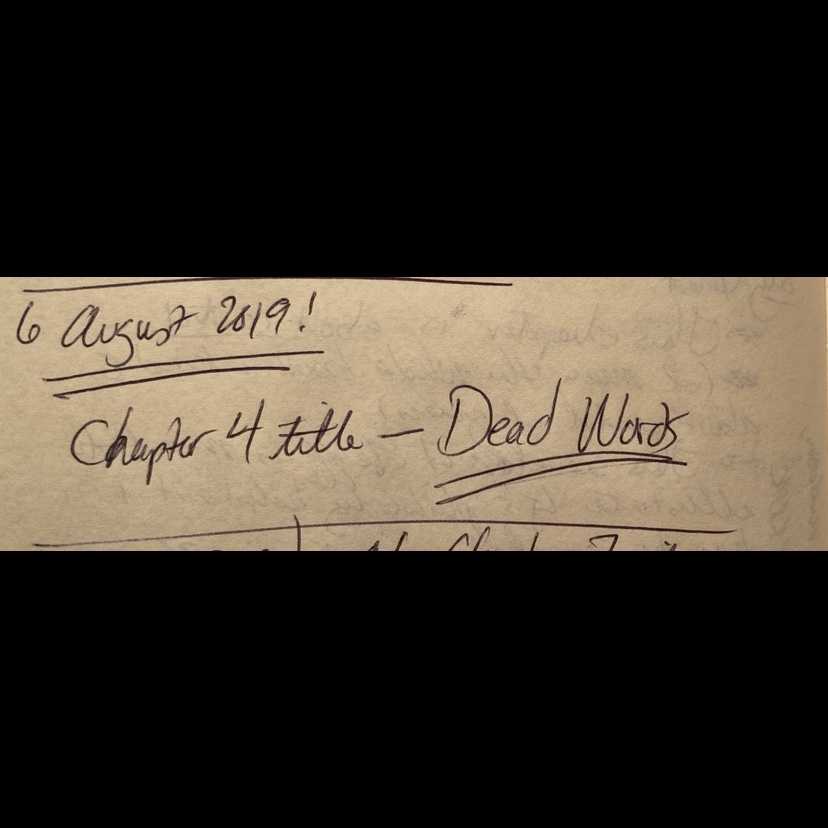 6 August 2019!
Chapter 4 title — Dead Words